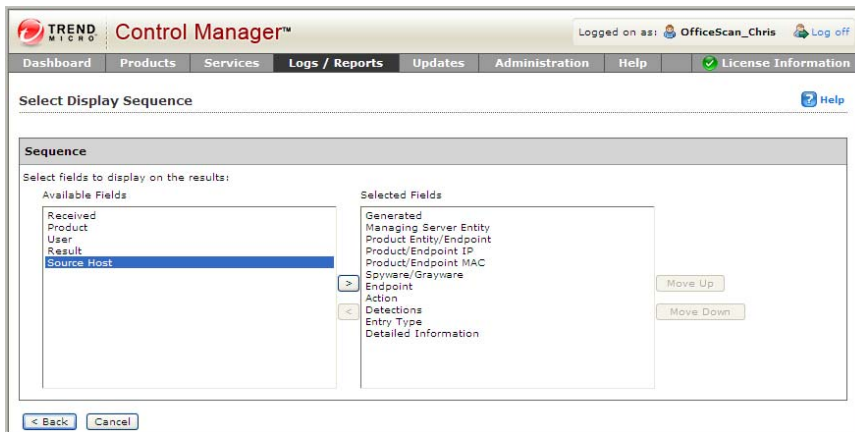 TREND MICRO Control Manager™ Logged on as: OfficeScan_Chris Log off
Dashboard Products Services Logs / Reports Updates Administration Help License Information
Select Display Sequence Help
Sequence
Select fields to display on the results:
Available Fields
Received
Product
User
Result
Source Host
>
<
Selected Fields
Generated
Managing Server Entity
Product Entity/Endpoint
Product/Endpoint IP
Product/Endpoint MAC
Spyware/Grayware
Endpoint
Action
Detections
Entry Type
Detailed Information
Move Up
Move Down
< Back Cancel